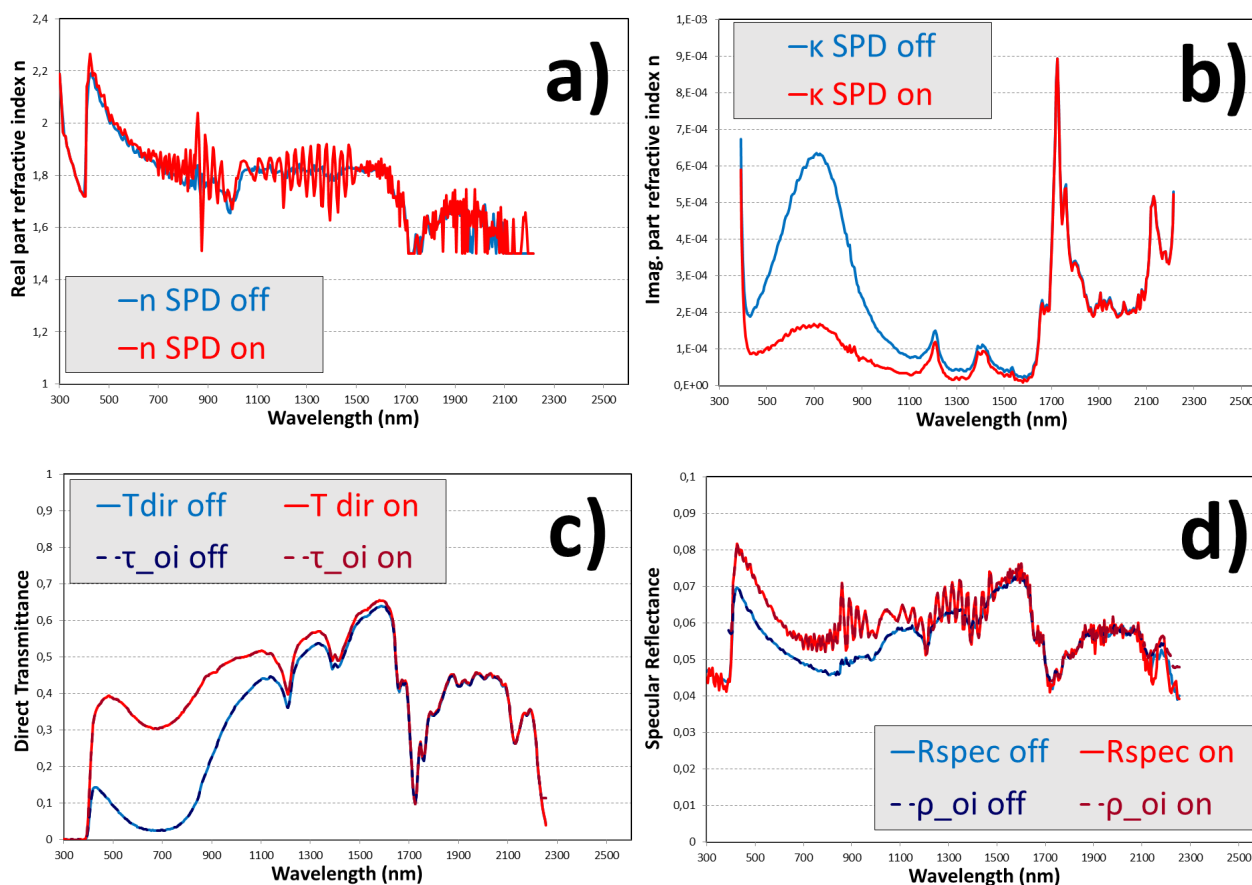 2,4
2,2
2
1,8
1,6
1,4
1,2
1
Real part refractive index n
a)
n SPD off
n SPD on
300 500 700 900 1100 1300 1500 1700 1900 2100 2300 2500
Wavelength (nm)
1,E-03
9,E-04
8,E-04
7,E-04
6,E-04
5,E-04
4,E-04
3,E-04
2,E-04
1,E-04
0,E+00
Imag. part refractive index n
κ SPD off
κ SPD on
b)
300 500 700 900 1100 1300 1500 1700 1900 2100 2300 2500
Wavelength (nm)
1
0,9
0,8
0,7
0,6
0,5
0,4
0,3
0,2
0,1
0
Direct Transmittance
Tdir off T dir on
τ_oi off τ_oi on
c)
300 500 700 900 1100 1300 1500 1700 1900 2100 2300 2500
Wavelength (nm)
0,1
0,09
0,08
0,07
0,06
0,05
0,04
0,03
0,02
0,01
0
Specular Reflectance
d)
Rspec off Rspec on
ρ_oi off ρ_oi on
300 500 700 900 1100 1300 1500 1700 1900 2100 2300 2500
Wavelength (nm)